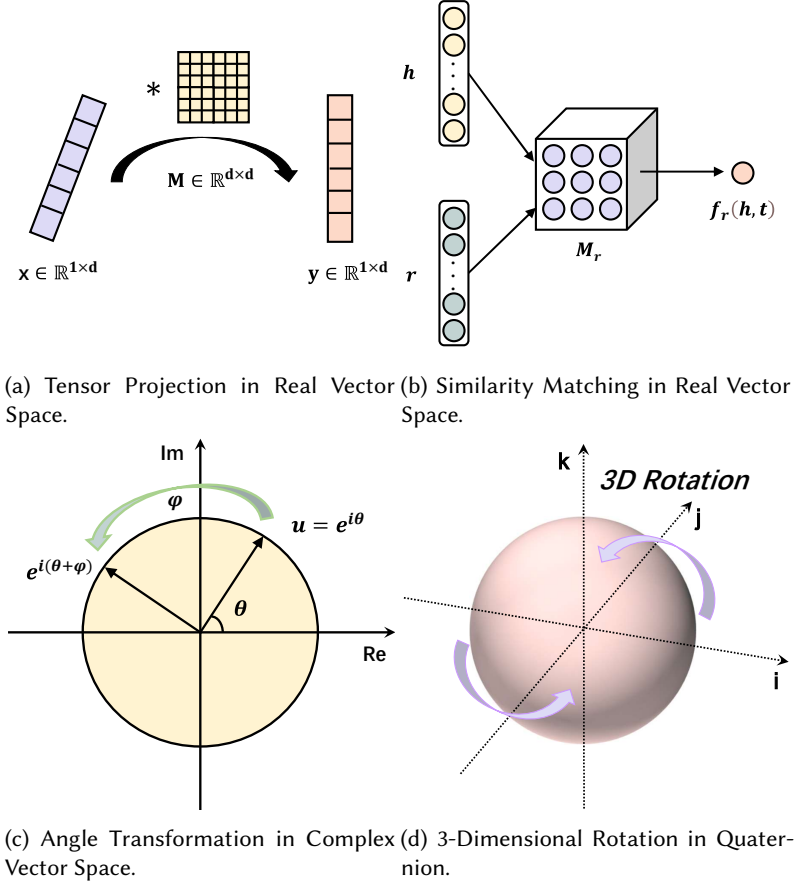 *
M ∈ ℝ^{d×d}
x ∈ ℝ^{1×d}
y ∈ ℝ^{1×d}
h
r
M_r
f_r(h, t)
(a) Tensor Projection in Real Vector Space.
(b) Similarity Matching in Real Vector Space.
Im
φ
u = e^{iθ}
e^{i(θ+φ)}
θ
Re
k
3D Rotation
j
i
(c) Angle Transformation in Complex Vector Space.
(d) 3-Dimensional Rotation in Quater-
nion.